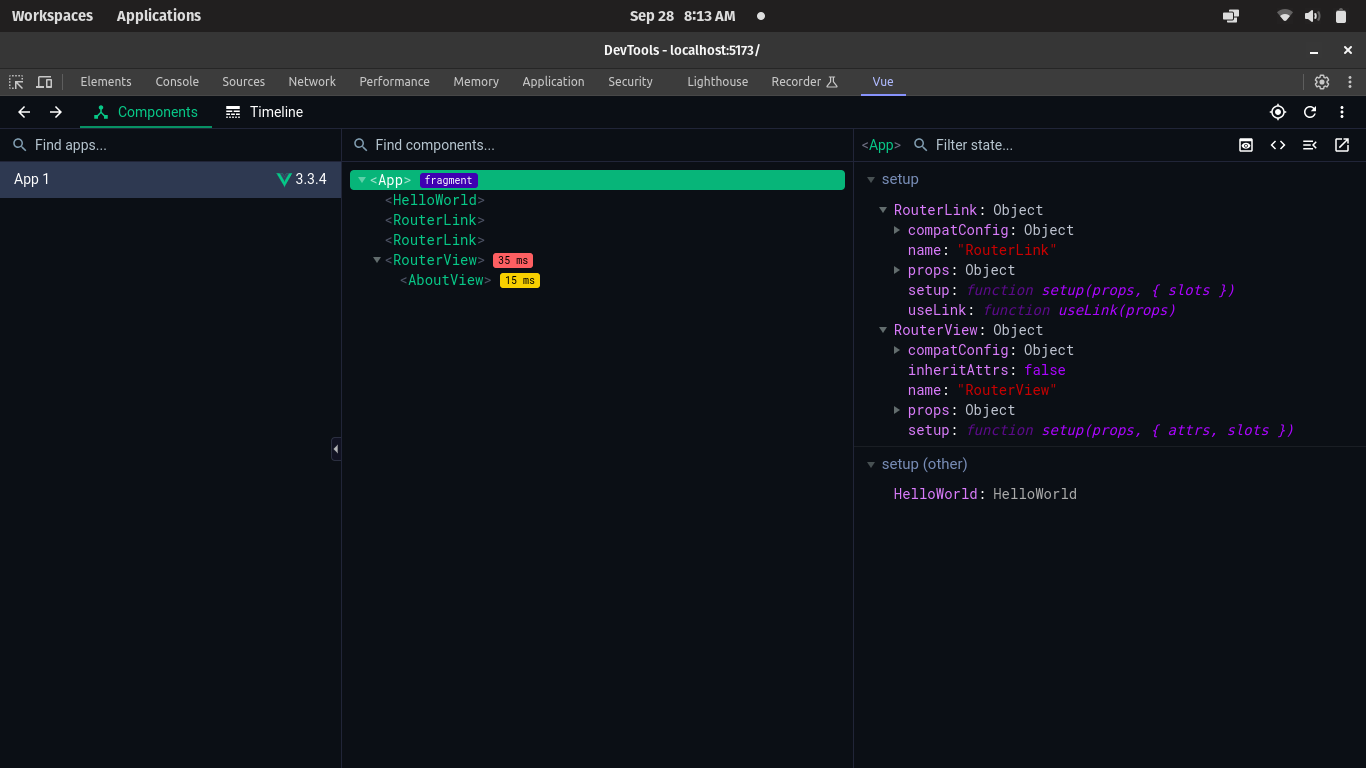 Workspaces Applications Sep 28 8:13 AM
DevTools - localhost:5173/
Elements Console Sources Network Performance Memory Application Security Lighthouse Recorder Vue
Components Timeline
Find apps...
App 1 3.3.4
Find components...
<App> fragment
<HelloWorld>
<RouterLink>
<RouterLink>
<RouterView> 35 ms
<AboutView> 15 ms
<App> Filter state...
setup
RouterLink: Object
compatConfig: Object
name: "RouterLink"
props: Object
setup: function setup(props, { slots })
useLink: function useLink(props)
RouterView: Object
compatConfig: Object
inheritAttrs: false
name: "RouterView"
props: Object
setup: function setup(props, { attrs, slots })
setup (other)
HelloWorld: HelloWorld